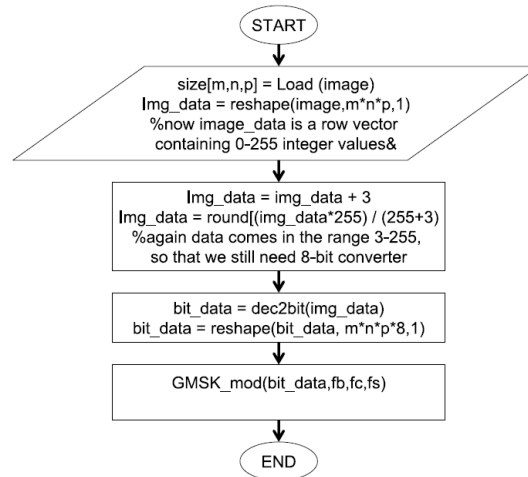 START
size[m,n,p] = Load (image)
Img_data = reshape(image,m*n*p,1)
%now image_data is a row vector
containing 0-255 integer values&
Img_data = img_data + 3
Img_data = round[(img_data*255) / (255+3)
%again data comes in the range 3-255,
so that we still need 8-bit converter
bit_data = dec2bit(img_data)
bit_data = reshape(bit_data, m*n*p*8,1)
GMSK_mod(bit_data,fb,fc,fs)
END